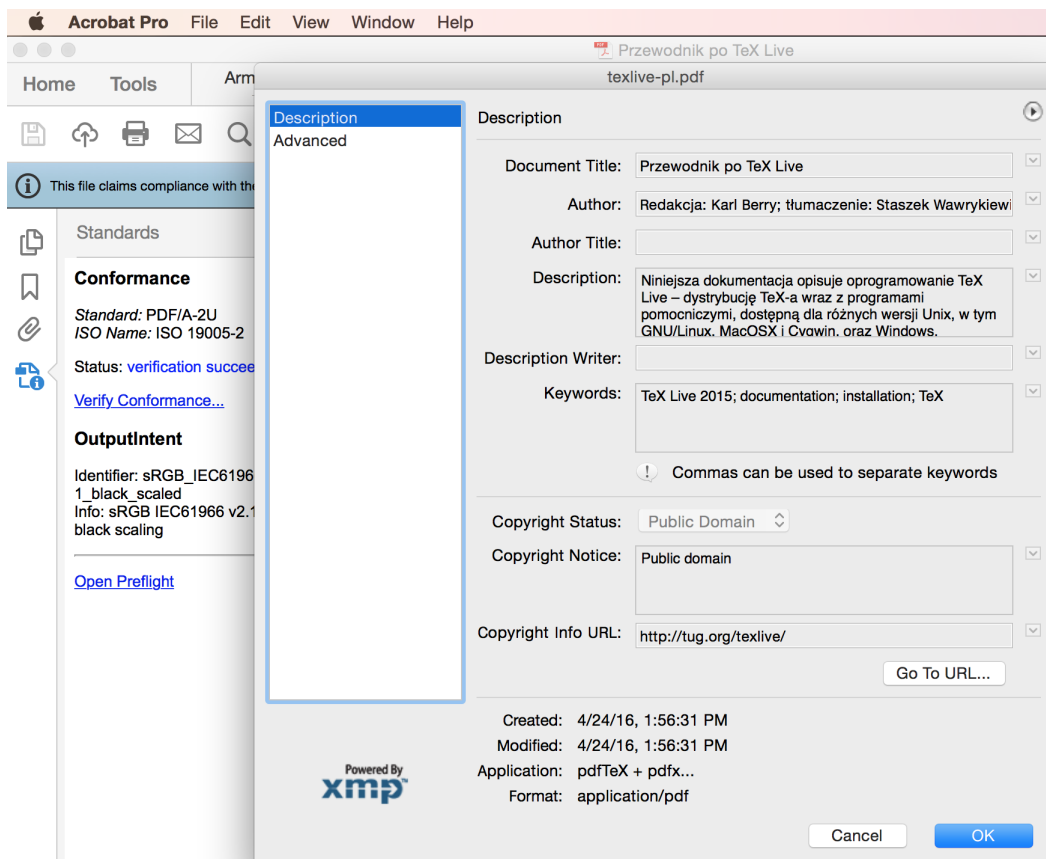 Acrobat Pro File Edit View Window Help
Przewodnik po TeX Live
Home Tools Arm
texlive-pl.pdf
This file claims compliance with the
Standards
Conformance
Standard: PDF/A-2U
ISO Name: ISO 19005-2
Status: verification succee
Verify Conformance...
OutputIntent
Identifier: sRGB_IEC6196
1_black_scaled
Info: sRGB IEC61966 v2.1
black scaling
Open Preflight
Description
Advanced
Powered By
xmp™
Description
Document Title: Przewodnik po TeX Live
Author: Redakcja: Karl Berry; tłumaczenie: Staszek Wawrykiewi
Author Title:
Description: Niniejsza dokumentacja opisuje oprogramowanie TeX
Live – dystrybucję TeX-a wraz z programami
pomocniczymi, dostępną dla różnych wersji Unix, w tym
GNU/Linux, MacOSX i Cygwin, oraz Windows.
Description Writer:
Keywords: TeX Live 2015; documentation; installation; TeX
! Commas can be used to separate keywords
Copyright Status: Public Domain
Copyright Notice: Public domain
Copyright Info URL: http://tug.org/texlive/
Go To URL...
Created: 4/24/16, 1:56:31 PM
Modified: 4/24/16, 1:56:31 PM
Application: pdfTeX + pdfx...
Format: application/pdf
Cancel OK